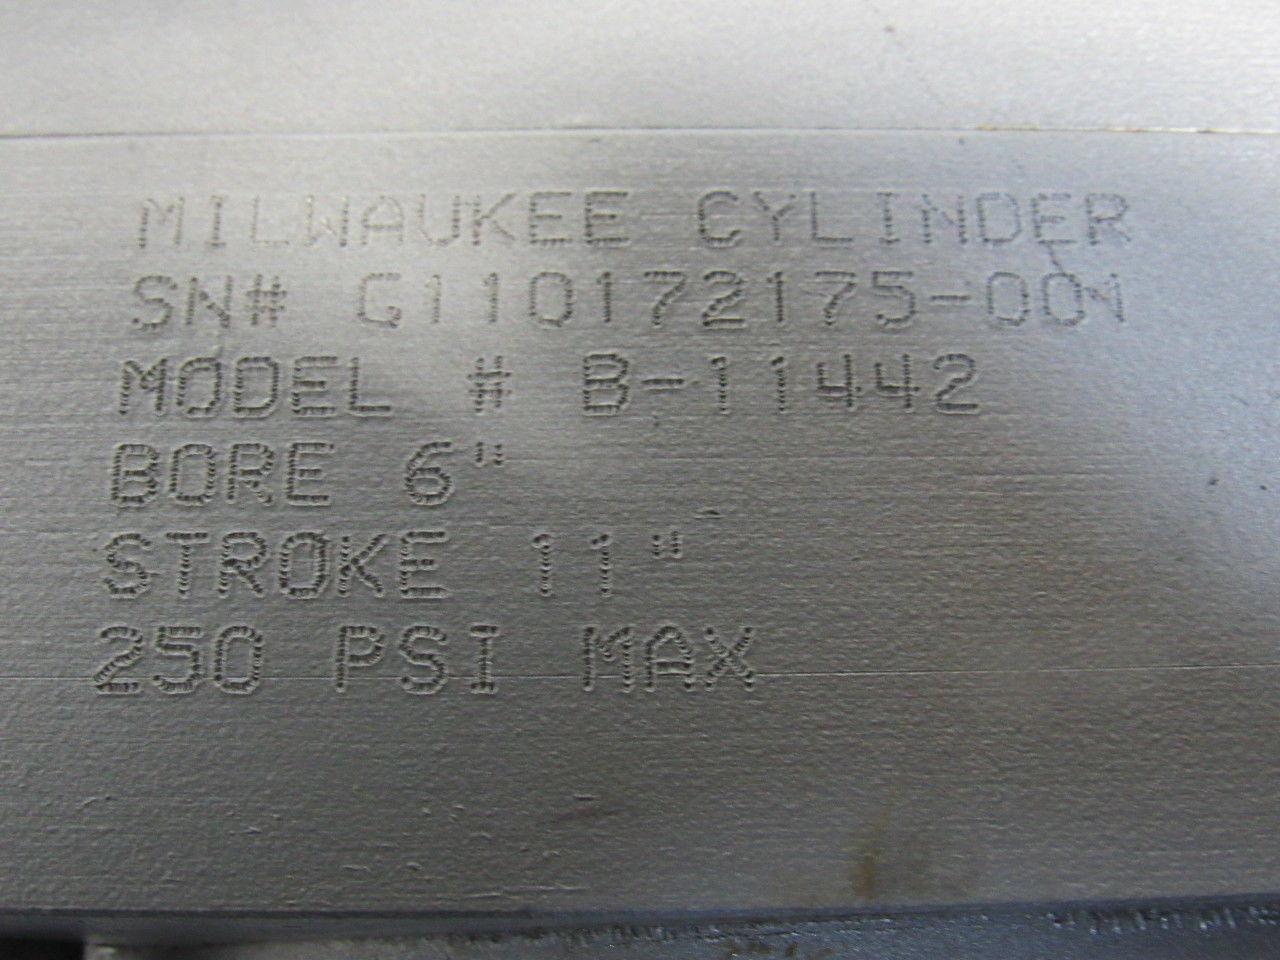 MILWAUKEE CYLINDER
SN# G110172175-001
MODEL # B-11442
BORE 6"
STROKE 11"
250 PSI MAX